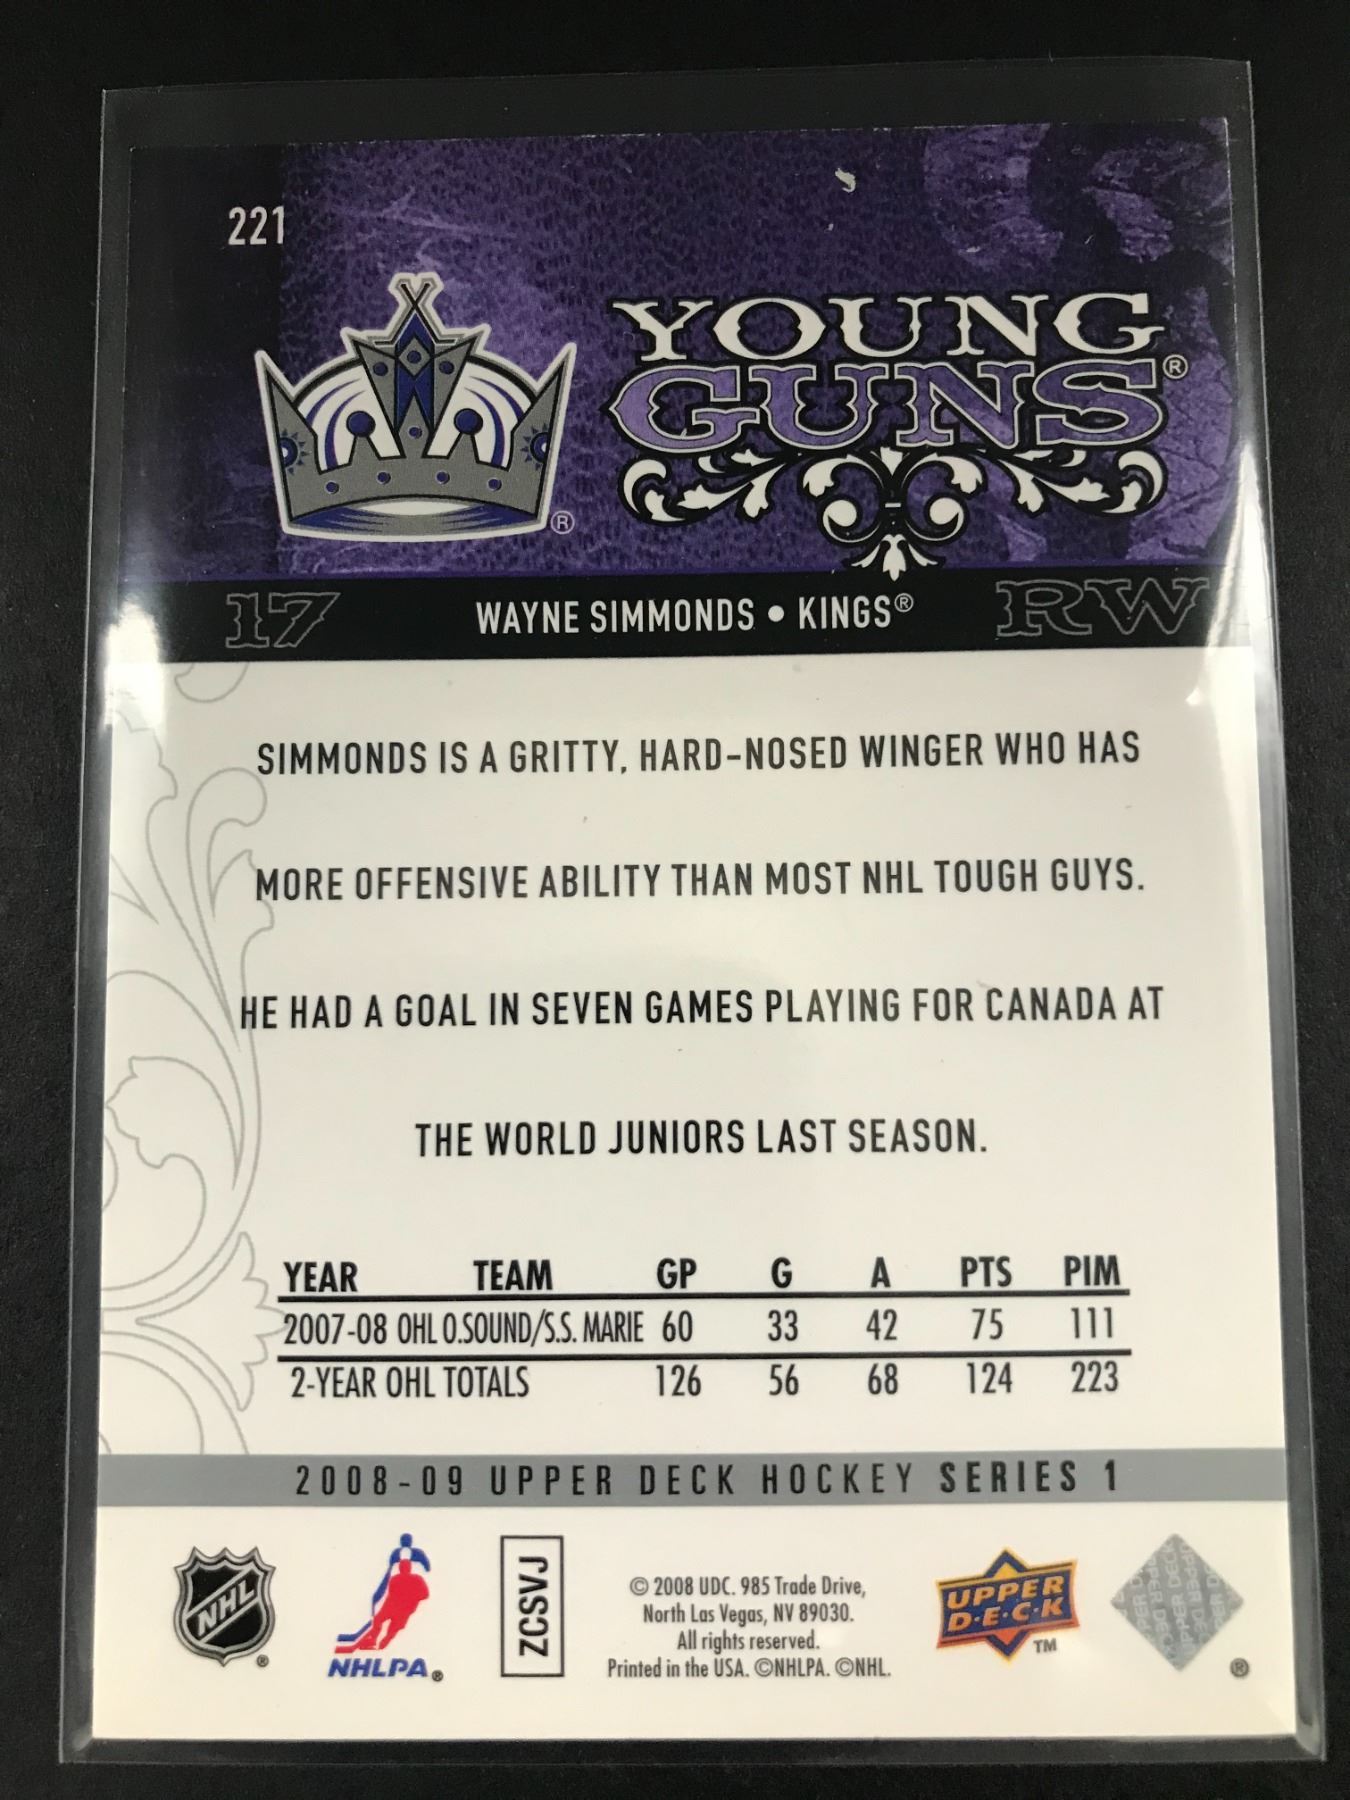 221
YOUNG
GUNS®
®
17 WAYNE SIMMONDS • KINGS® RW
SIMMONDS IS A GRITTY, HARD-NOSED WINGER WHO HAS
MORE OFFENSIVE ABILITY THAN MOST NHL TOUGH GUYS.
HE HAD A GOAL IN SEVEN GAMES PLAYING FOR CANADA AT
THE WORLD JUNIORS LAST SEASON.
YEAR TEAM GP G A PTS PIM
2007-08 OHL O.SOUND/S.S. MARIE 60 33 42 75 111
2-YEAR OHL TOTALS 126 56 68 124 223
2008-09 UPPER DECK HOCKEY SERIES 1
NHL ®
NHLPA ®
ZCSVJ
© 2008 UDC. 985 Trade Drive,
North Las Vegas, NV 89030.
All rights reserved.
Printed in the USA. ©NHLPA. ©NHL.
UPPER
D·E·C·K
TM
®